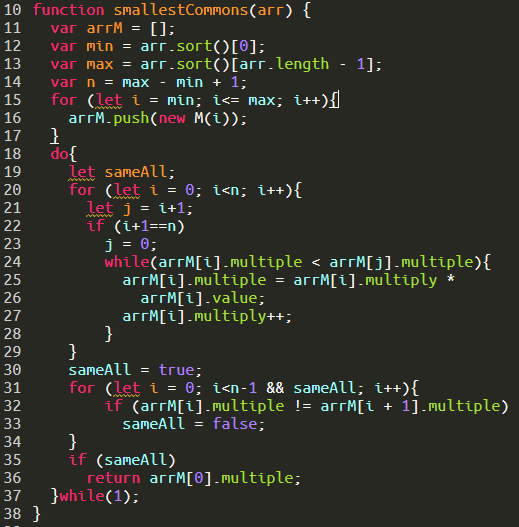 10 function smallestCommons(arr) {
11   var arrM = [];
12   var min = arr.sort()[0];
13   var max = arr.sort()[arr.length - 1];
14   var n = max - min + 1;
15   for (let i = min; i<= max; i++){
16     arrM.push(new M(i));
17   }
18   do{
19     let sameAll;
20     for (let i = 0; i<n; i++){
21       let j = i+1;
22       if (i+1==n)
23         j = 0;
24         while(arrM[i].multiple < arrM[j].multiple){
25           arrM[i].multiple = arrM[i].multiply *
26             arrM[i].value;
27           arrM[i].multiply++;
28         }
29     }
30     sameAll = true;
31     for (let i = 0; i<n-1 && sameAll; i++){
32         if (arrM[i].multiple != arrM[i + 1].multiple)
33           sameAll = false;
34     }
35     if (sameAll)
36       return arrM[0].multiple;
37   }while(1);
38 }